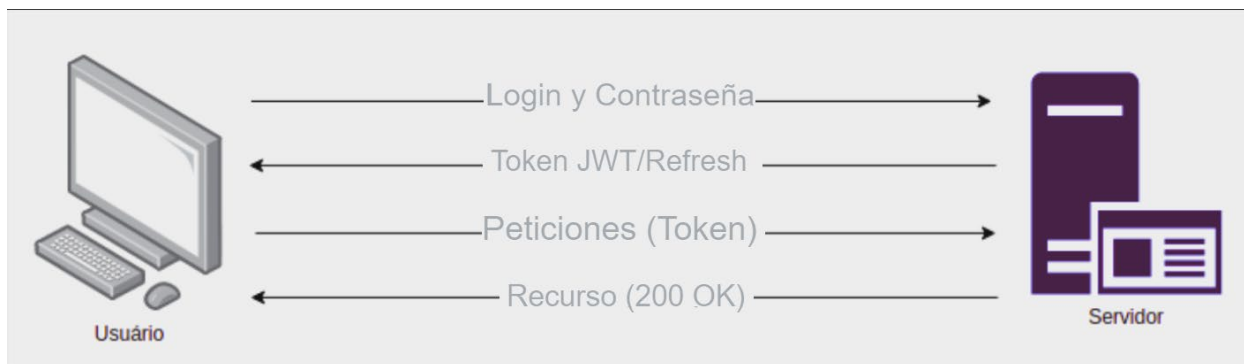 Login y Contraseña
Token JWT/Refresh
Peticiones (Token)
Recurso (200 OK)
Usuário
Servidor